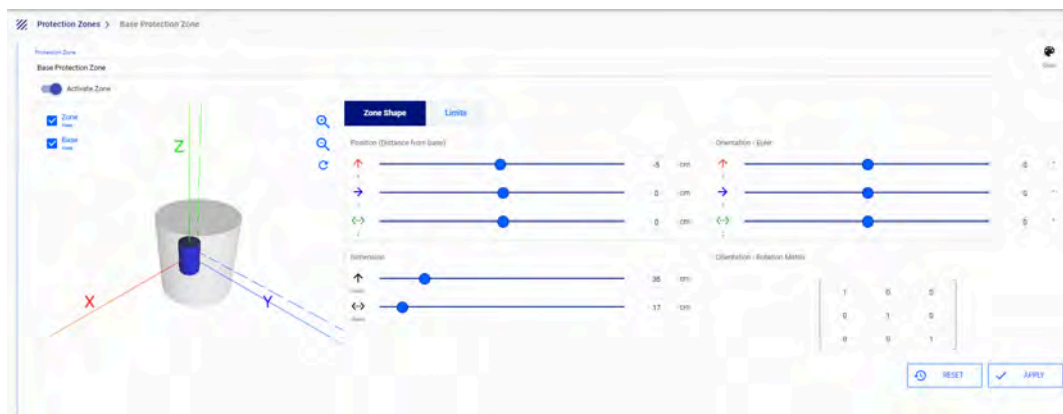 Protection Zones > Base Protection Zone
Protection Zone
Base Protection Zone
Activate Zone
Zone
Base
Z
X
Y
Zone Shape
Limits
Position (Distance from base)
-5 cm
0 cm
0 cm
Dimension
36 cm
17 cm
Orientation - Euler
0 °
0 °
0 °
Orientation - Rotation Matrix
1 0 0
0 1 0
0 0 1
RESET
APPLY